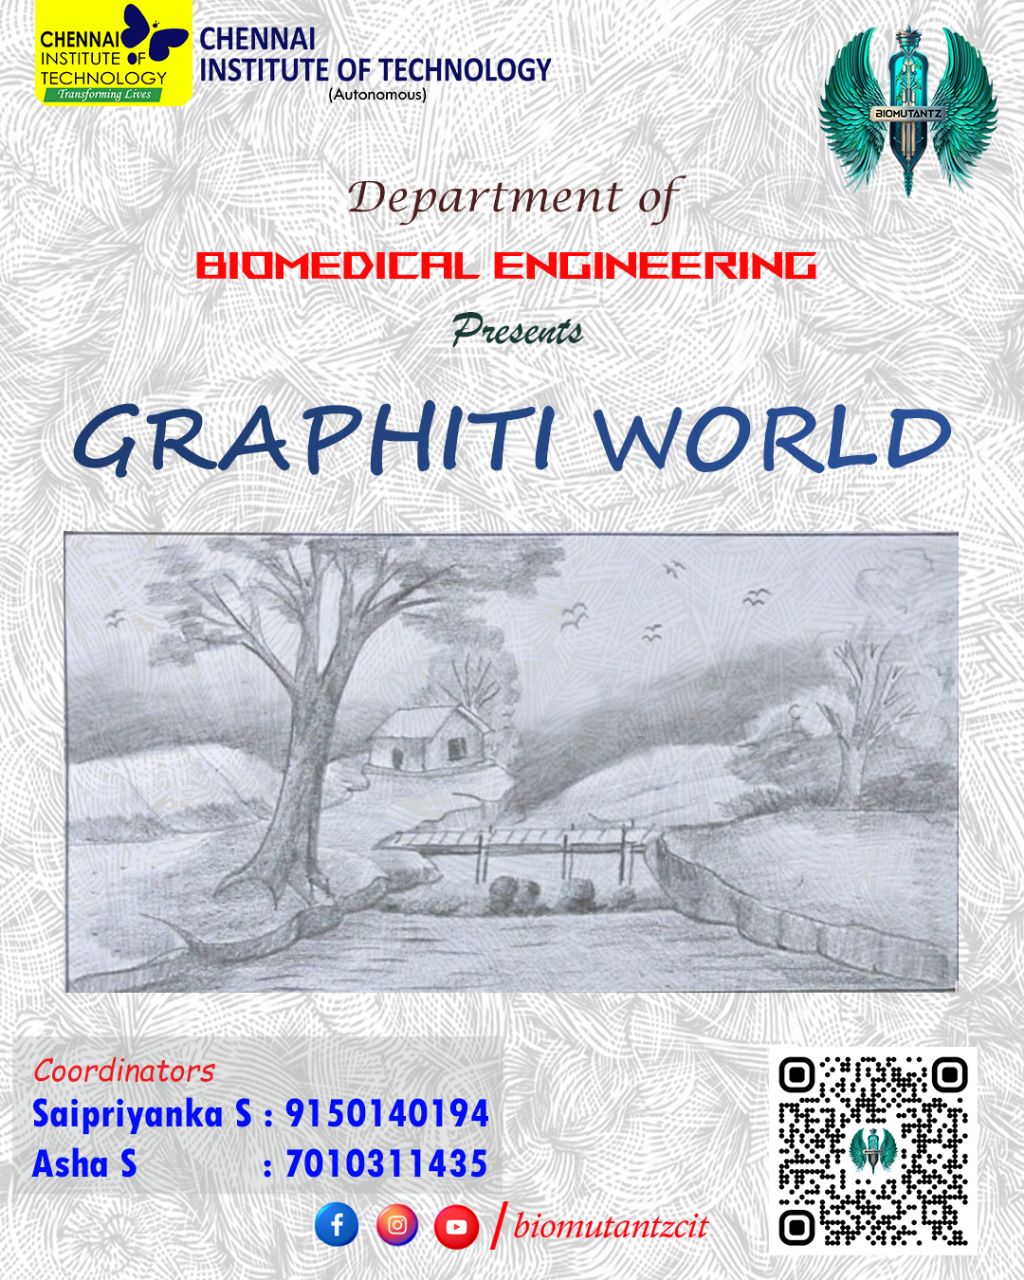 CHENNAI
INSTITUTE OF
TECHNOLOGY
Transforming Lives
CHENNAI
INSTITUTE OF TECHNOLOGY
(Autonomous)
BIOMUTANTZ
Department of
BIOMEDICAL ENGINEERING
Presents
GRAPHITI WORLD
Coordinators
Saipriyanka S : 9150140194
Asha S : 7010311435
/biomutantzcit